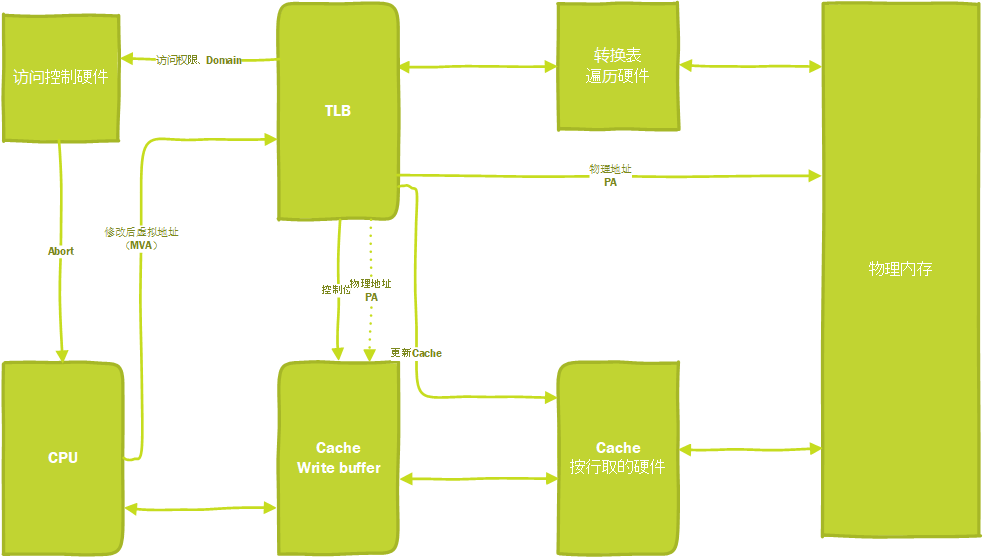 访问控制硬件
访问权限、Domain
TLB
转换表
遍历硬件
物理地址
PA
修改后虚拟地址
（MVA）
Abort
物理内存
控制位
物理地址
PA
更新Cache
CPU
Cache
Write buffer
Cache
按行取的硬件